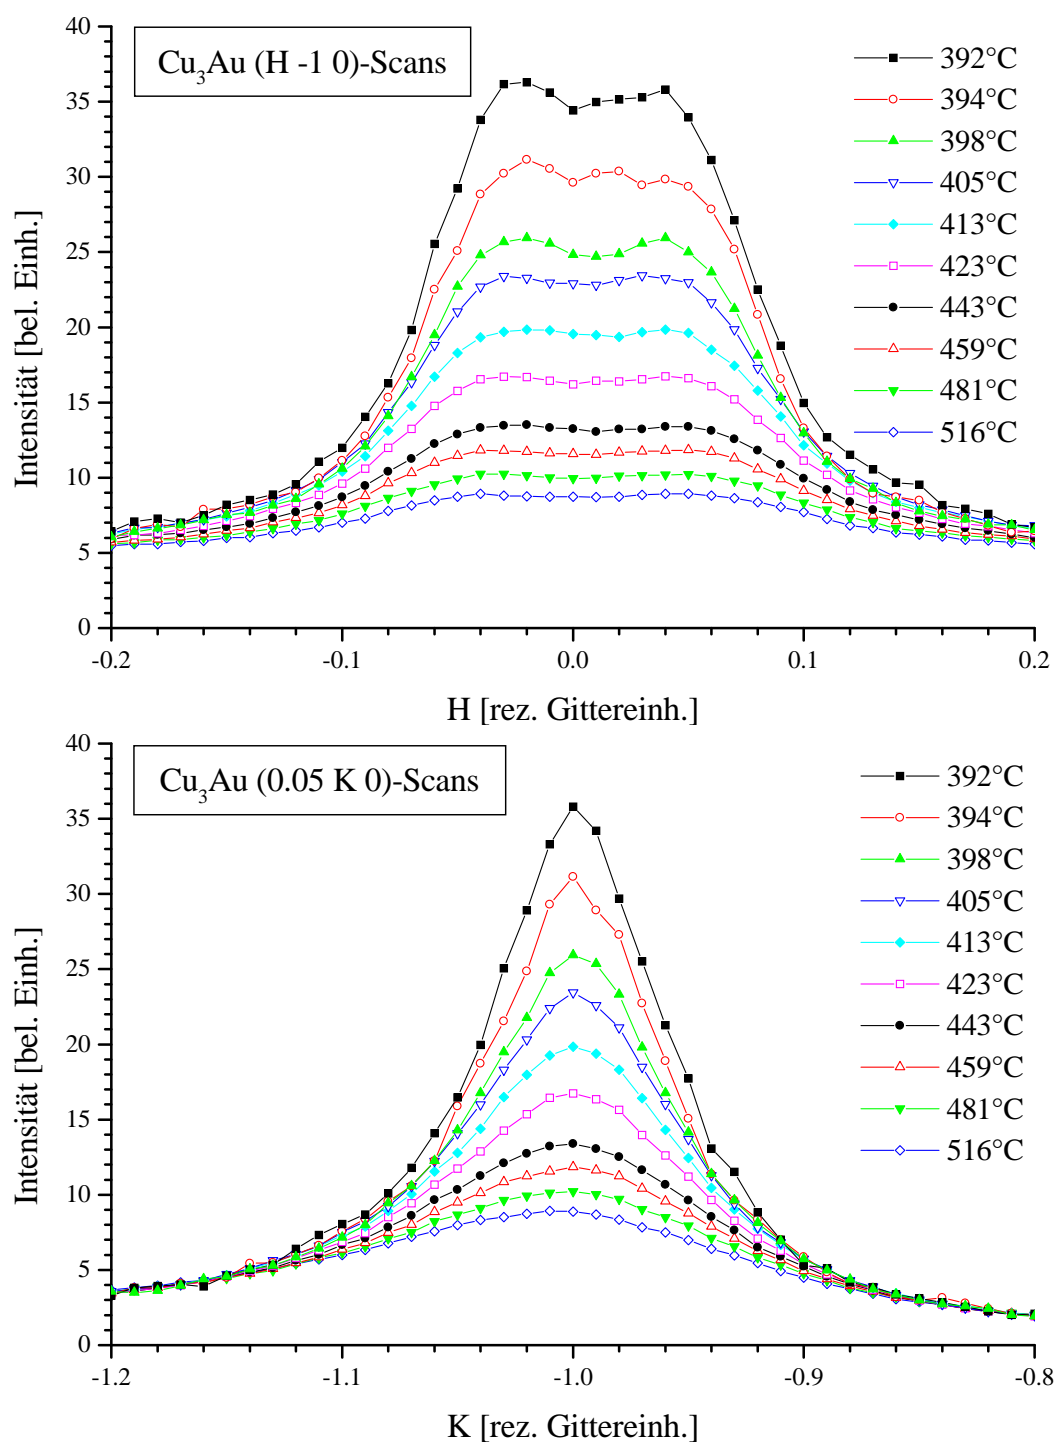 Cu3Au (H -1 0)-Scans
392°C
394°C
398°C
405°C
413°C
423°C
443°C
459°C
481°C
516°C
Intensität [bel. Einh.]
40
35
30
25
20
15
10
5
0
-0.2
-0.1
0.0
0.1
0.2
H [rez. Gittereinh.]
Cu3Au (0.05 K 0)-Scans
392°C
394°C
398°C
405°C
413°C
423°C
443°C
459°C
481°C
516°C
Intensität [bel. Einh.]
40
35
30
25
20
15
10
5
0
-1.2
-1.1
-1.0
-0.9
-0.8
K [rez. Gittereinh.]